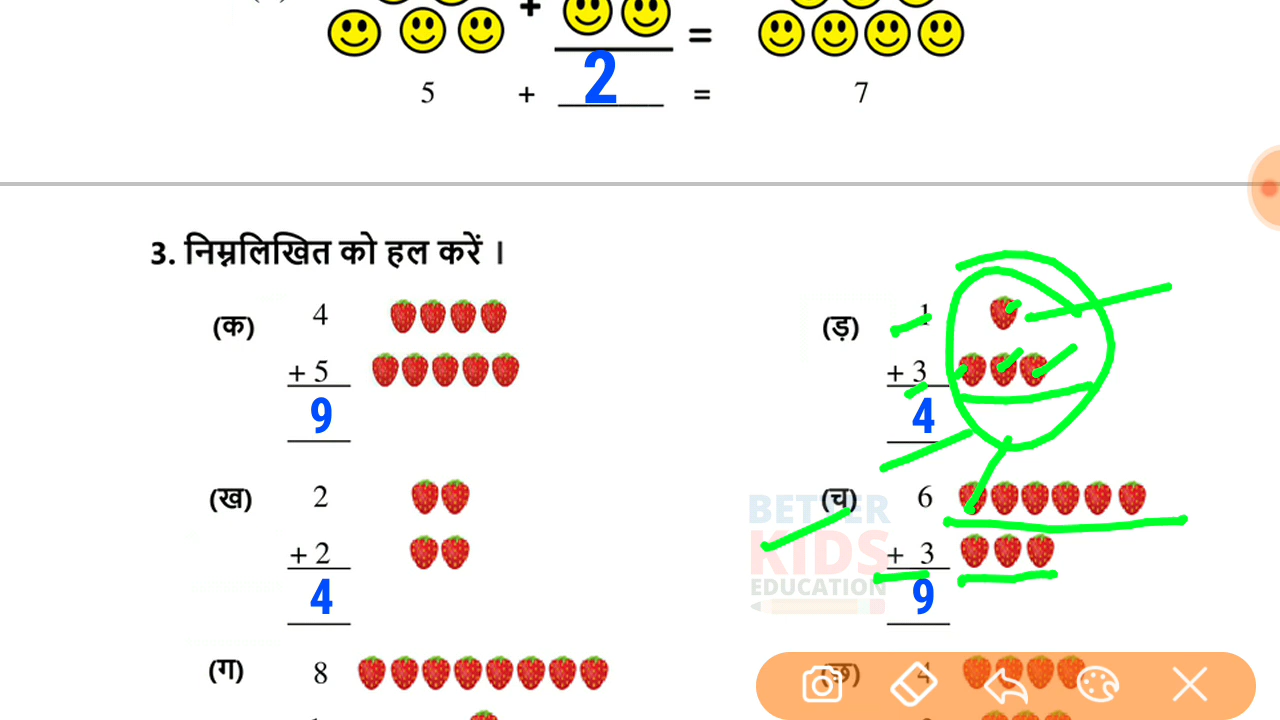 + =
5 + 2 = 7
3. निम्नलिखित को हल करें ।
(क) 4
+ 5
9
(ख) 2
+ 2
4
(ग) 8
(ड़) 1
+ 3
4
(च) 6
+ 3
9
(छ) 4
BETTER
KIDS
EDUCATION